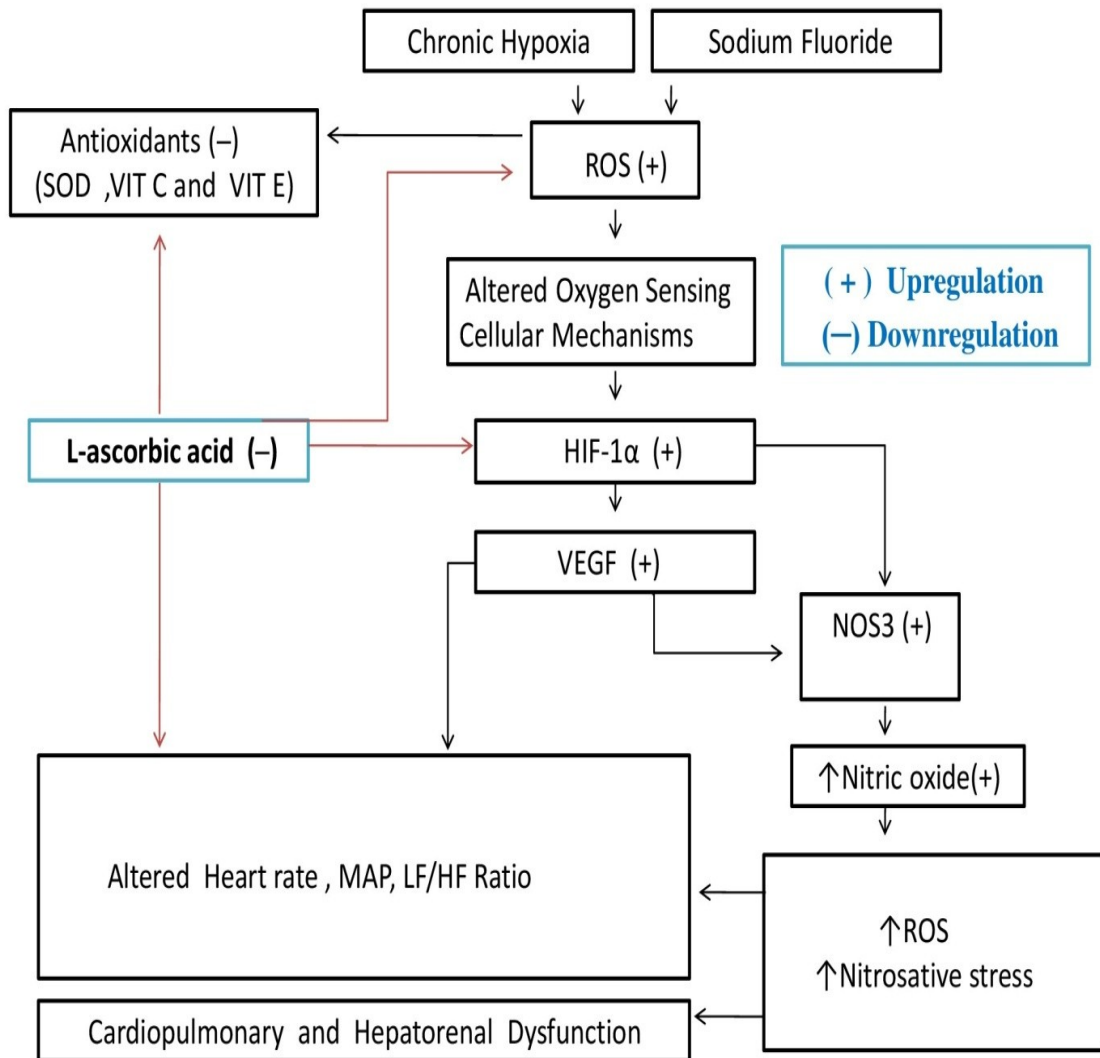 Chronic Hypoxia
Sodium Fluoride
Antioxidants (–)
(SOD ,VIT C and VIT E)
ROS (+)
Altered Oxygen Sensing
Cellular Mechanisms
(+) Upregulation
(–) Downregulation
L-ascorbic acid (–)
HIF-1α (+)
VEGF (+)
NOS3 (+)
↑Nitric oxide(+)
Altered Heart rate , MAP, LF/HF Ratio
↑ROS
↑Nitrosative stress
Cardiopulmonary and Hepatorenal Dysfunction